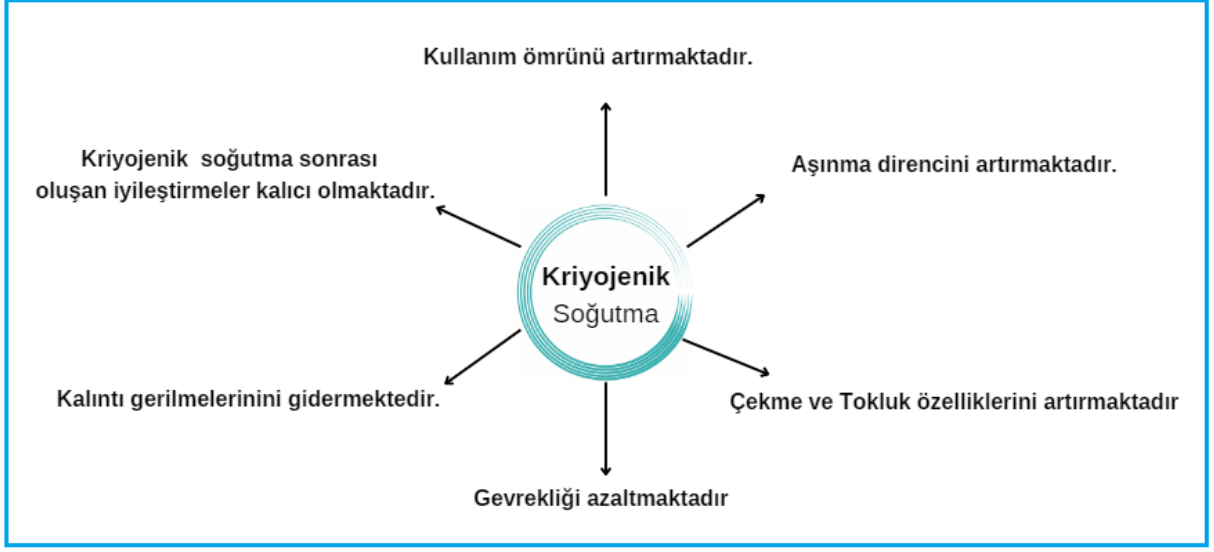 Kullanım ömrünü artırmaktadır.
Kriyojenik soğutma sonrası
oluşan iyileştirmeler kalıcı olmaktadır.
Aşınma direncini artırmaktadır.
Kriyojenik
Soğutma
Kalıntı gerilmelerinini gidermektedir.
Çekme ve Tokluk özelliklerini artırmaktadır
Gevrekliği azaltmaktadır